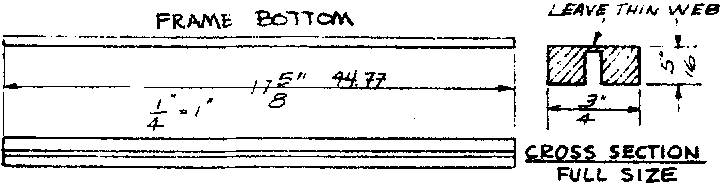 FRAME BOTTOM
LEAVE THIN WEB
17 5/8" 44.77
1/4" = 1"
5/16"
3/4"
CROSS SECTION
FULL SIZE